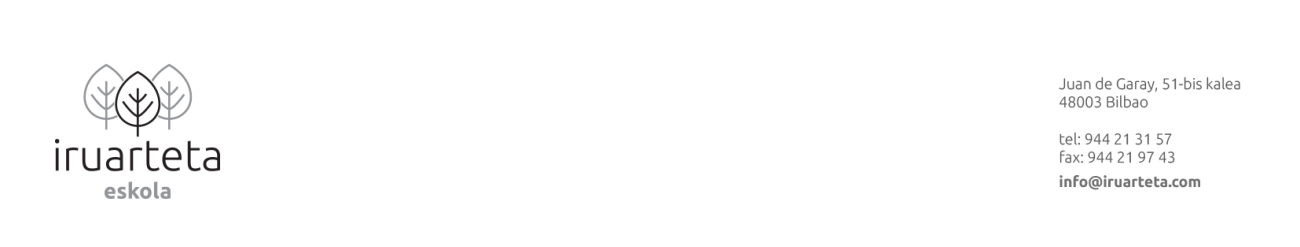 iruarteta
eskola
Juan de Garay, 51-bis kalea
48003 Bilbao
tel: 944 21 31 57
fax: 944 21 97 43
info@iruarteta.com